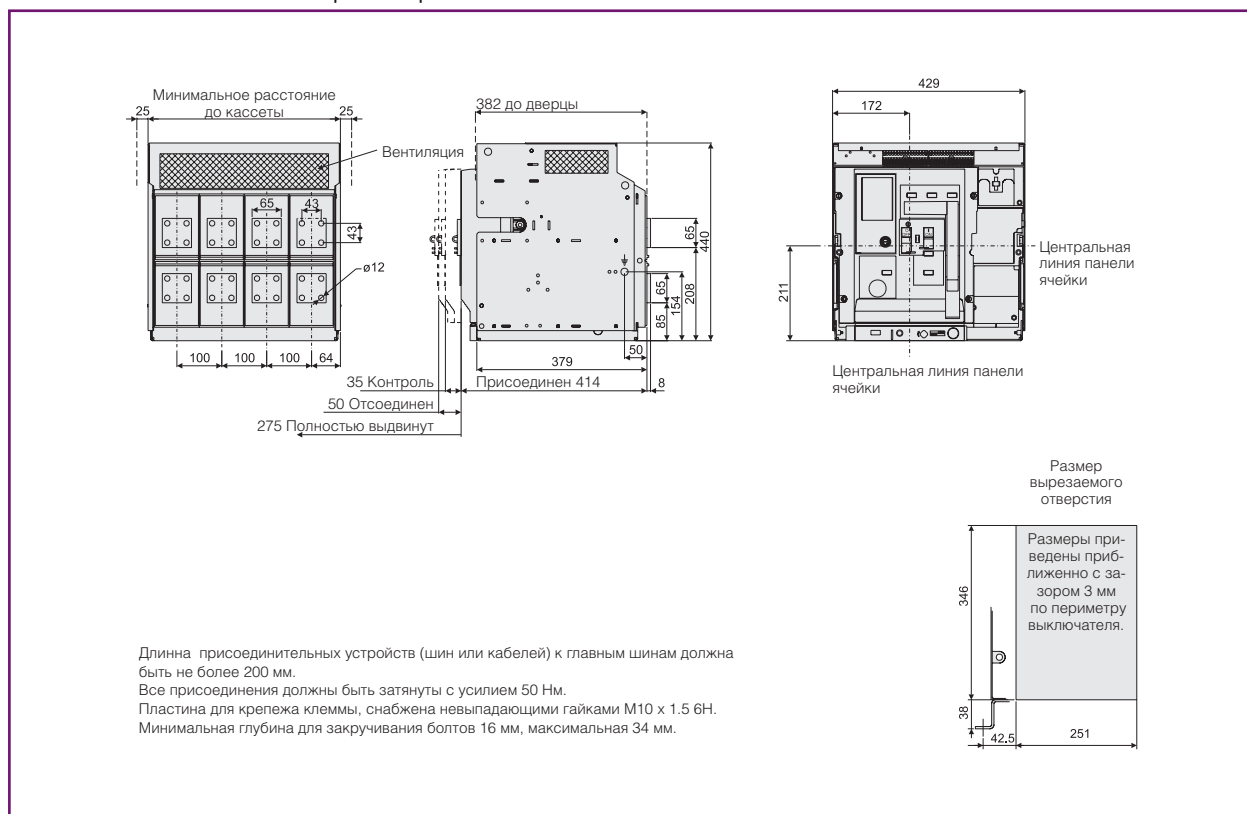 Минимальное расстояние
до кассеты
25
25
Вентиляция
65
43
43
ø12
100
100
100
64
382 до дверцы
65
440
65
154
208
85
50
379
35 Контроль
Присоединен 414
8
50 Отсоединен
275 Полностью выдвинут
429
172
211
Центральная
линия панели
ячейки
Центральная линия панели
ячейки
Размер
вырезаемого
отверстия
Размеры при-
ведены приб-
лиженно с за-
зором 3 мм
по периметру
выключателя.
346
38
42.5
251
Длинна присоединительных устройств (шин или кабелей) к главным шинам должна
быть не более 200 мм.
Все присоединения должны быть затянуты с усилием 50 Нм.
Пластина для крепежа клеммы, снабжена невыпадающими гайками M10 x 1.5 6H.
Минимальная глубина для закручивания болтов 16 мм, максимальная 34 мм.